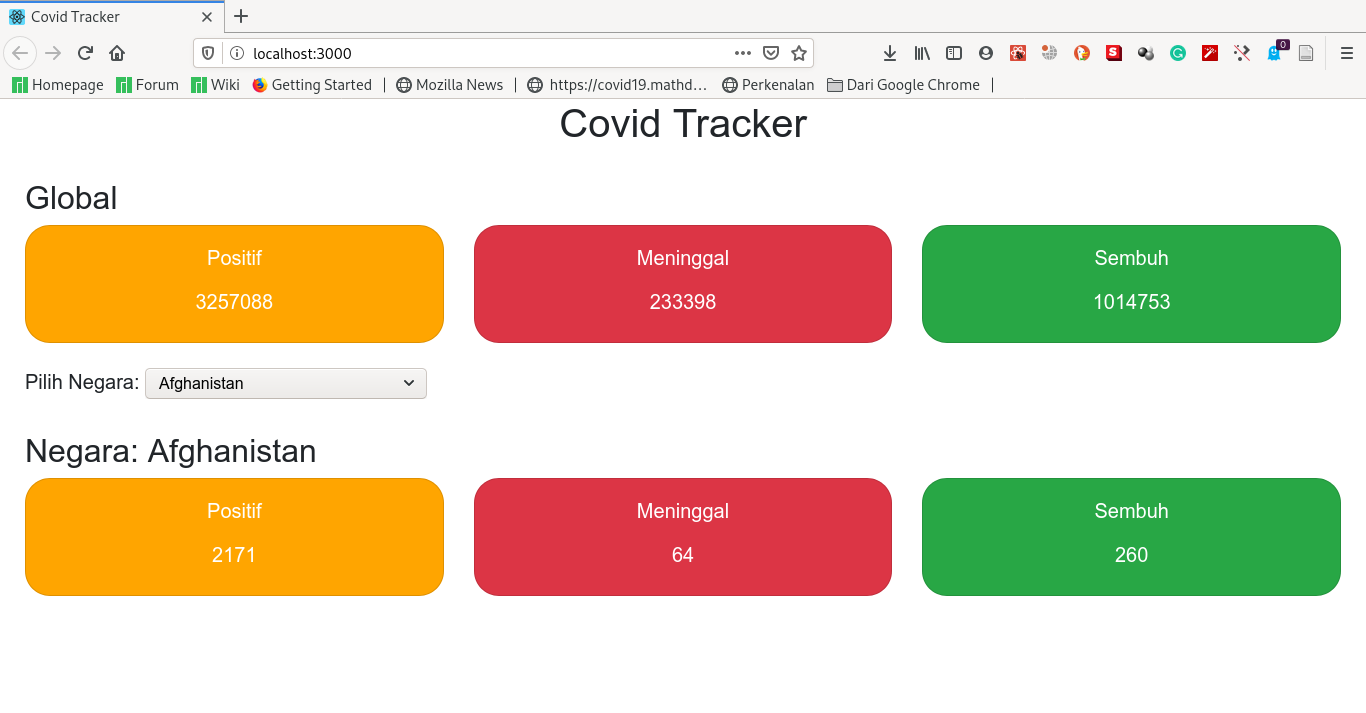 Covid Tracker
localhost:3000
0
Homepage Forum Wiki Getting Started Mozilla News https://covid19.mathd... Perkenalan Dari Google Chrome
Covid Tracker
Global
Positif Meninggal Sembuh
3257088 233398 1014753
Pilih Negara: Afghanistan
Negara: Afghanistan
Positif Meninggal Sembuh
2171 64 260